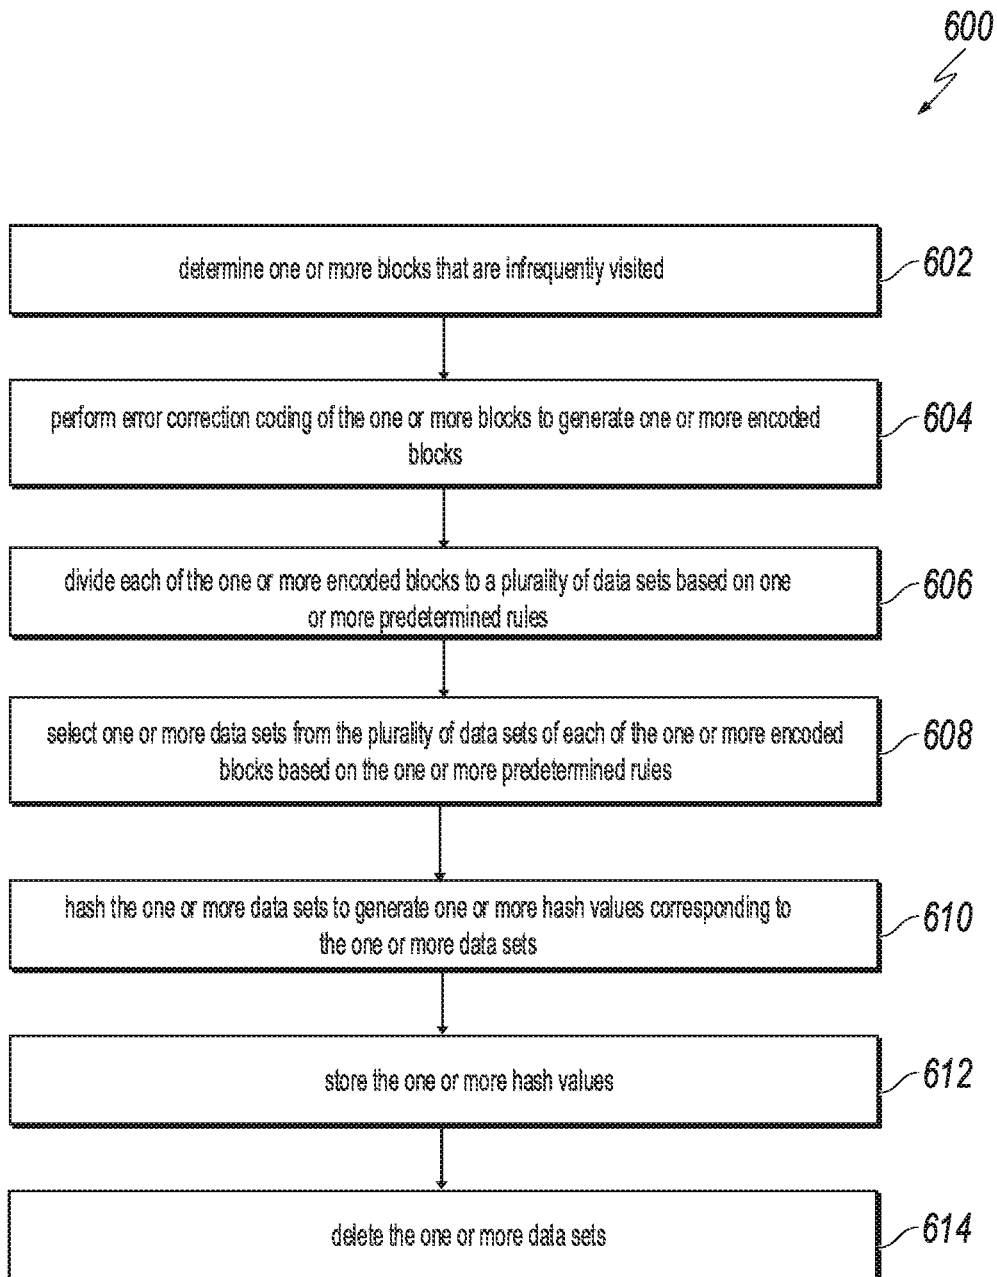 600
determine one or more blocks that are infrequently visited
602
perform error correction coding of the one or more blocks to generate one or more encoded
blocks
604
divide each of the one or more encoded blocks to a plurality of data sets based on one
or more predetermined rules
606
select one or more data sets from the plurality of data sets of each of the one or more encoded
blocks based on the one or more predetermined rules
608
hash the one or more data sets to generate one or more hash values corresponding to
the one or more data sets
610
store the one or more hash values
612
delete the one or more data sets
614